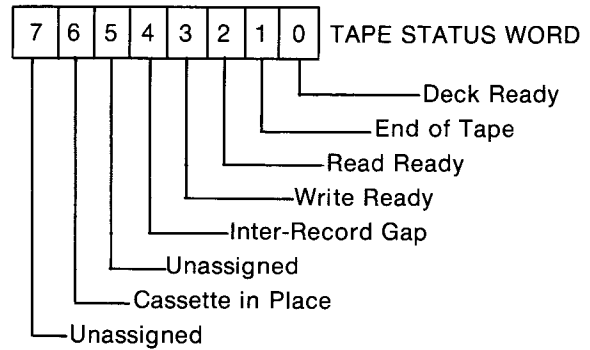 7 6 5 4 3 2 1 0 TAPE STATUS WORD
Deck Ready
End of Tape
Read Ready
Write Ready
Inter-Record Gap
Unassigned
Cassette in Place
Unassigned